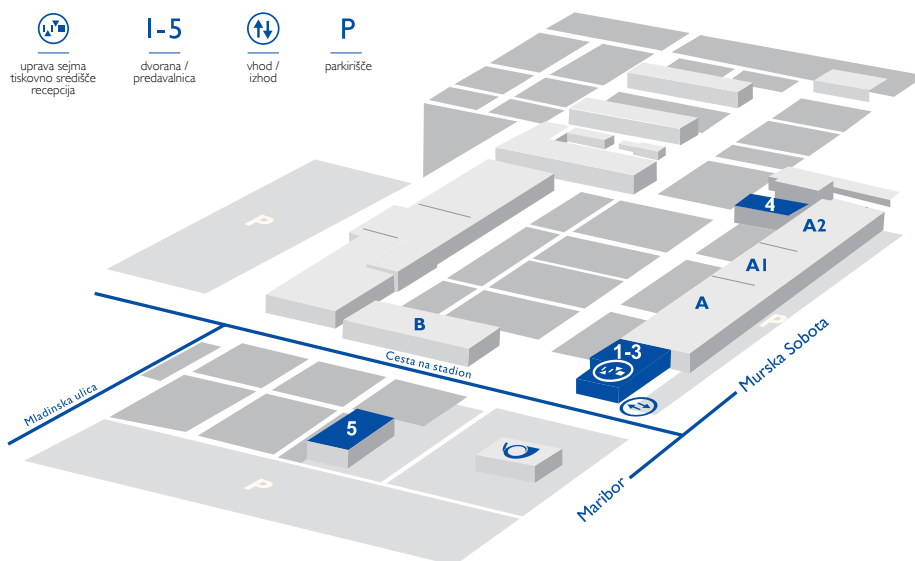 uprava sejma
tiskovno središče
recepcija
1-5
dvorana /
predavalnica
vhod /
izhod
P
parkirišče
P
4
A2
A1
A
P
B
1-3
Cesta na stadion
Murska Sobota
Mladinska ulica
5
P
Maribor